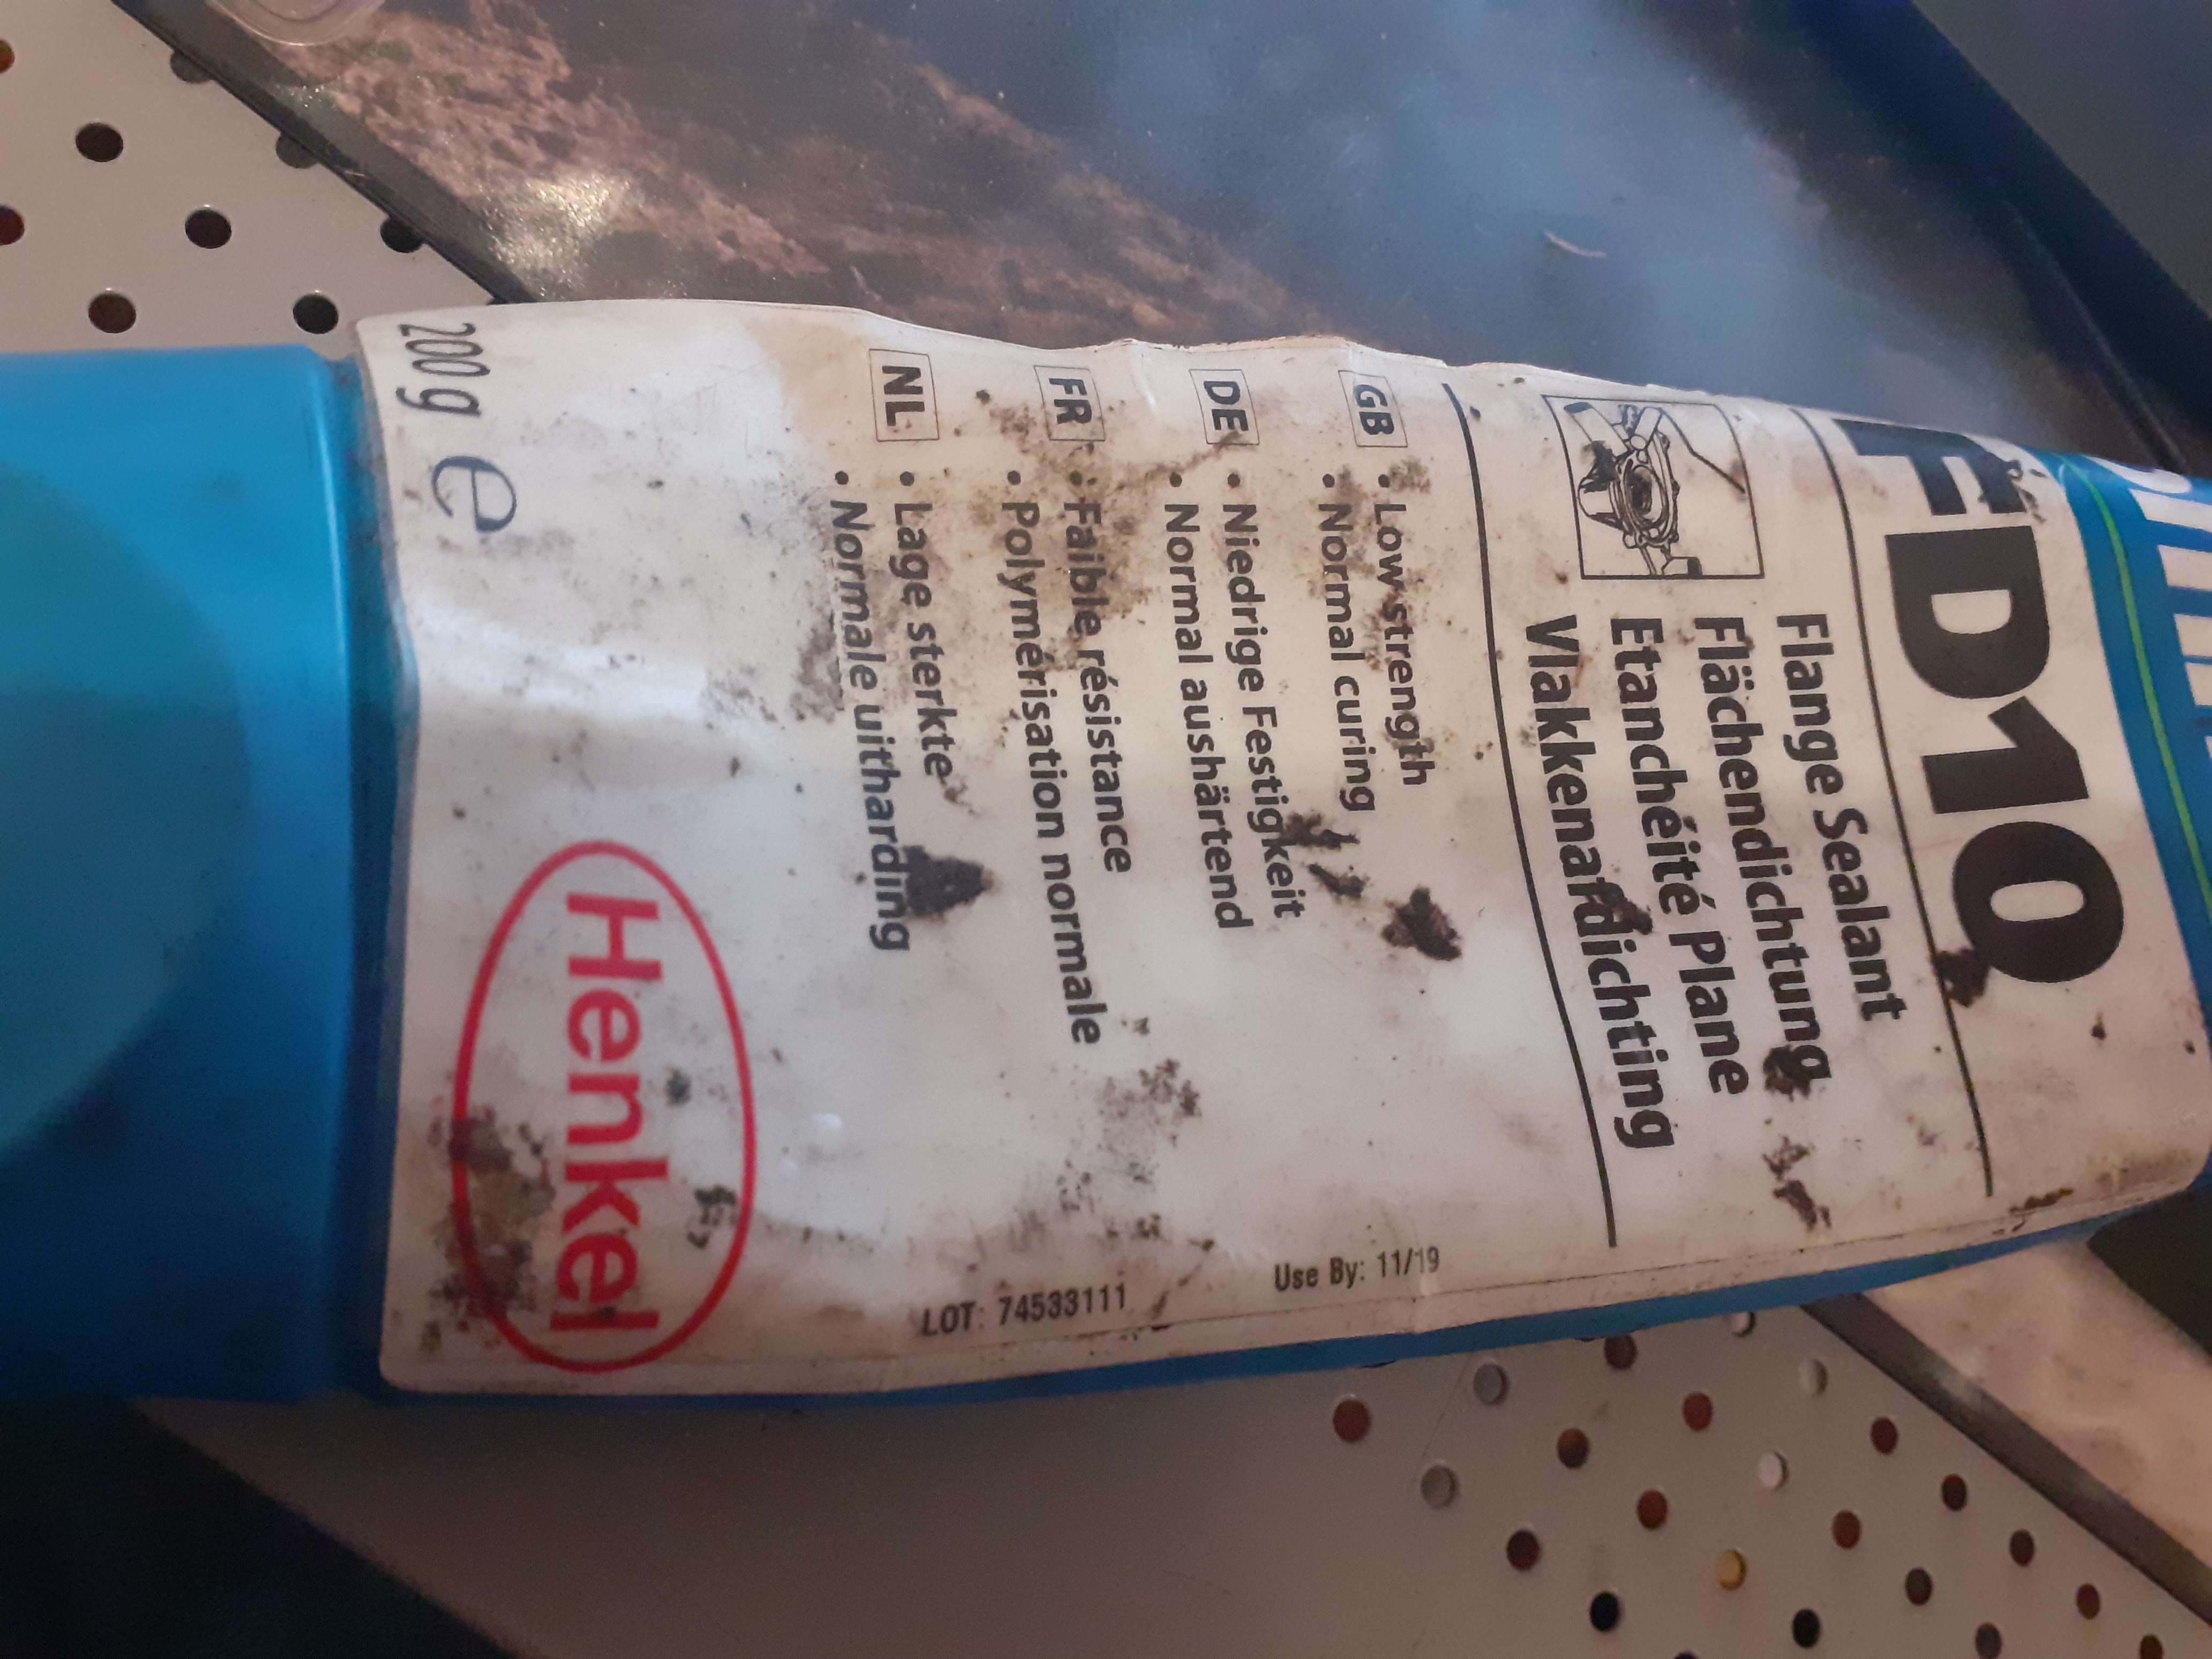 FD10
Flange Sealant
Flächendichtung
Etanchéité Plane
Vlakkenafdichting
GB
• Low strength
• Normal curing
DE
• Niedrige Festigkeit
• Normal aushärtend
FR
• Faible résistance
• Polymérisation normale
NL
• Lage sterkte
• Normale uitharding
Use By: 11/19
LOT: 74533111
Henkel
200 g e